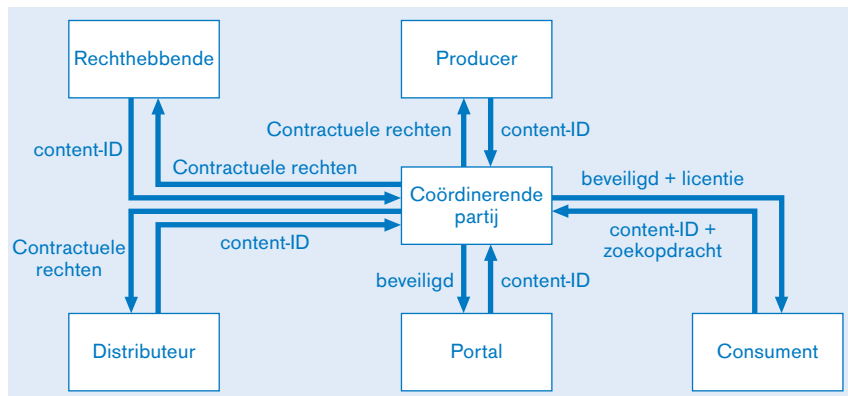 Rechthebbende
Producer
Contractuele rechten
content-ID
content-ID
Contractuele rechten
beveiligd + licentie
Coördinerende
partij
content-ID +
zoekopdracht
Contractuele
rechten
content-ID
beveiligd
content-ID
Distributeur
Portal
Consument